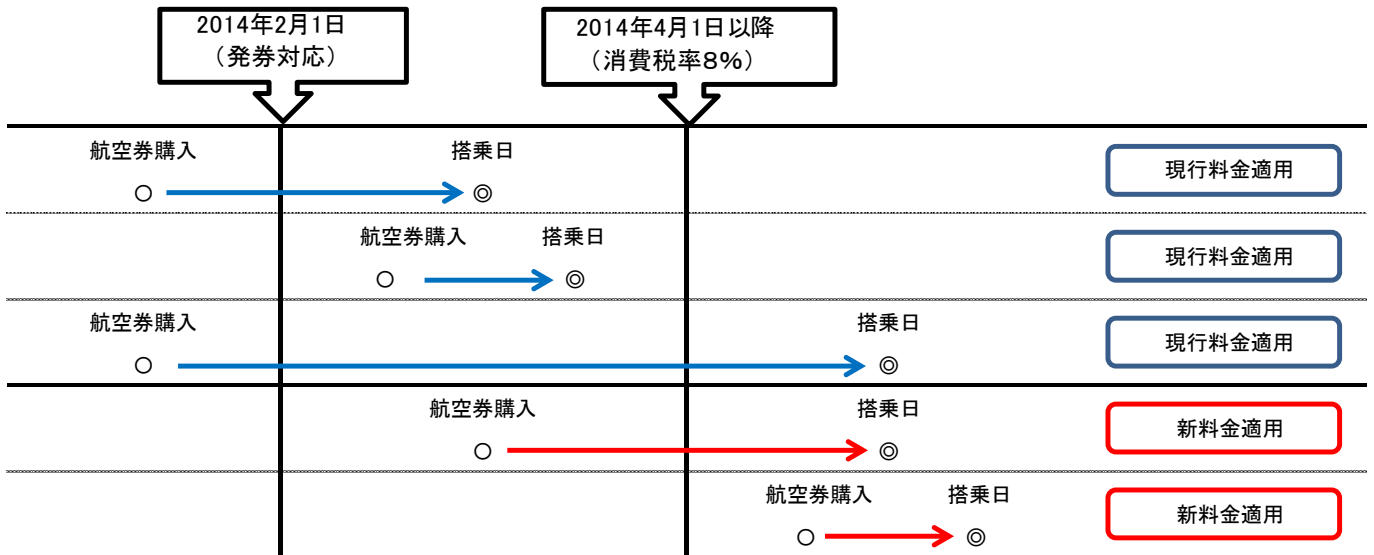 2014年2月1日
（発券対応）
2014年4月1日以降
（消費税率８％）
航空券購入 搭乗日
○ ◎
現行料金適用
航空券購入 搭乗日
○ ◎
現行料金適用
航空券購入 搭乗日
○ ◎
現行料金適用
航空券購入 搭乗日
○ ◎
新料金適用
航空券購入 搭乗日
○ ◎
新料金適用